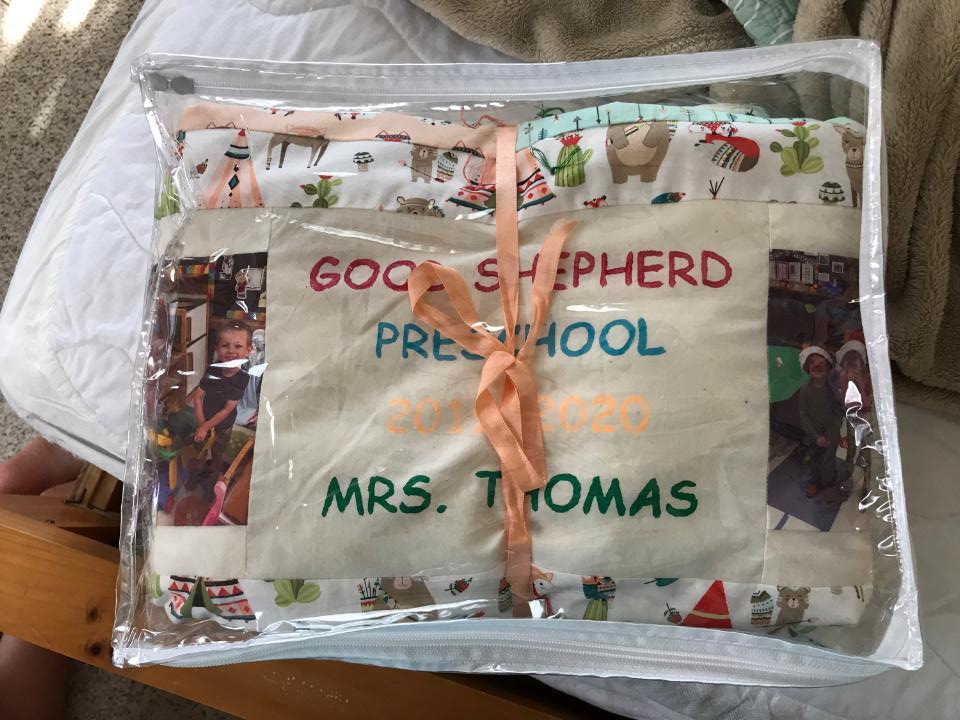 GOOD SHEPHERD
PRESCHOOL
2020
MRS. THOMAS